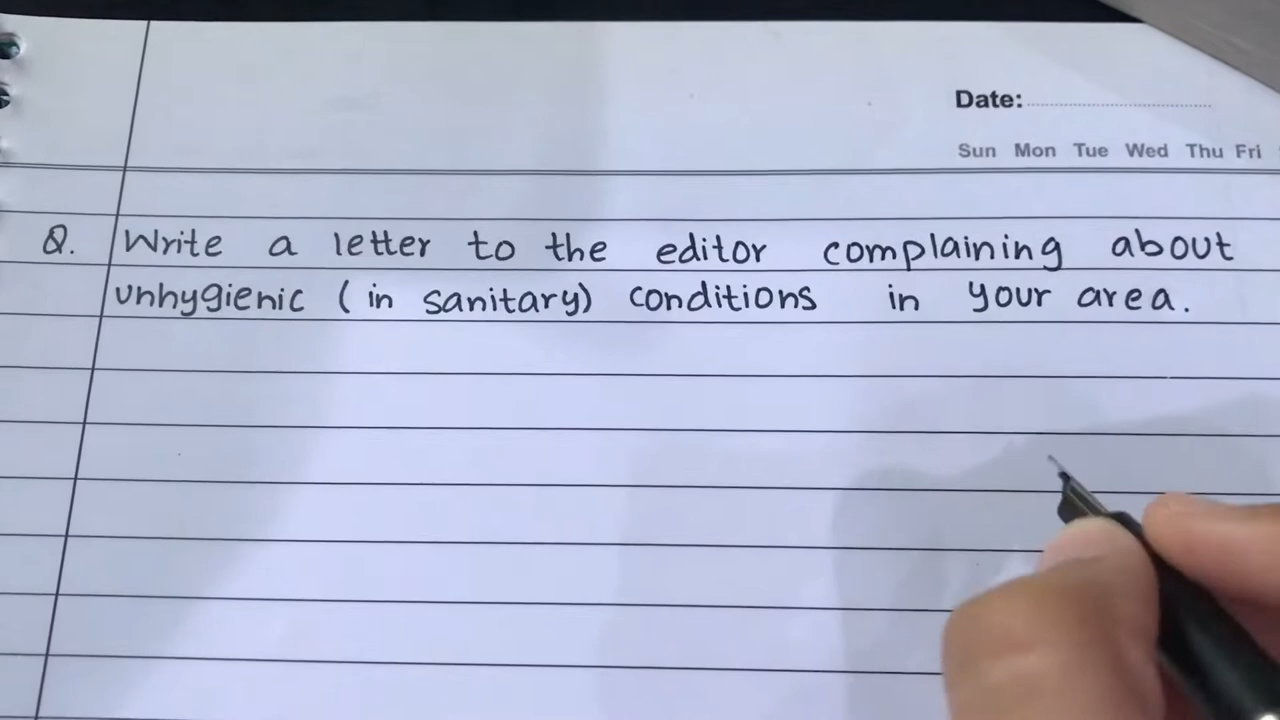 Date:
Sun Mon Tue Wed Thu Fri
Q. Write a letter to the editor complaining about
unhygienic (in sanitary) conditions in your area.